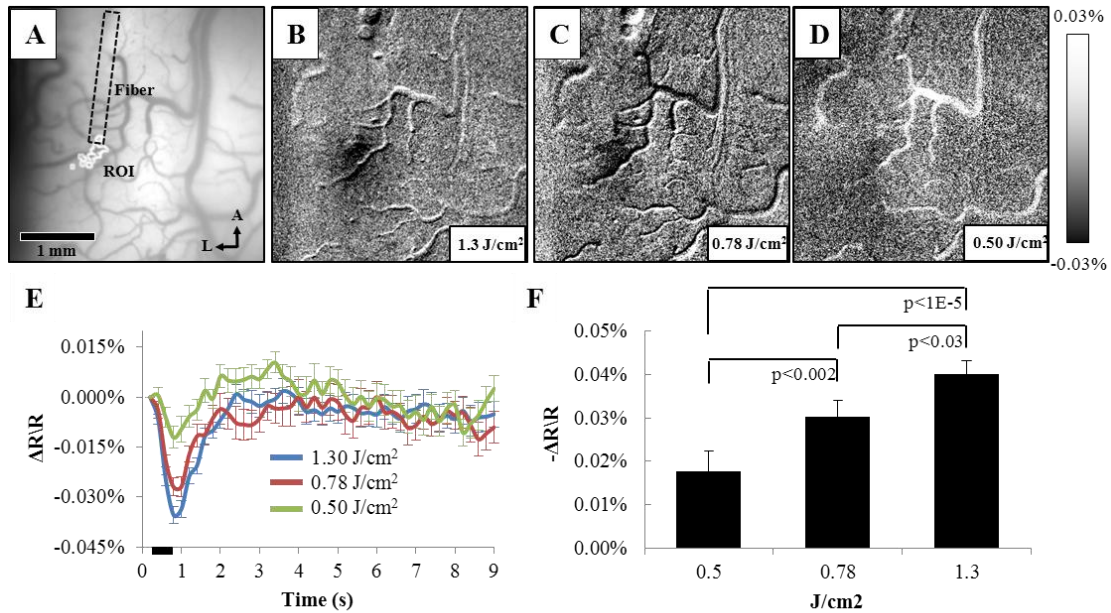 A
B
C
D
Fiber
ROI
1 mm
A
L
1.3 J/cm²
0.78 J/cm²
0.50 J/cm²
0.03%
-0.03%
E
0.015%
0.000%
-0.015%
-0.030%
-0.045%
ΔR\R
1.30 J/cm²
0.78 J/cm²
0.50 J/cm²
0 1 2 3 4 5 6 7 8 9
Time (s)
F
p<1E-5
p<0.03
p<0.002
0.05%
0.04%
0.03%
0.02%
0.01%
0.00%
-ΔR\R
0.5 0.78 1.3
J/cm2